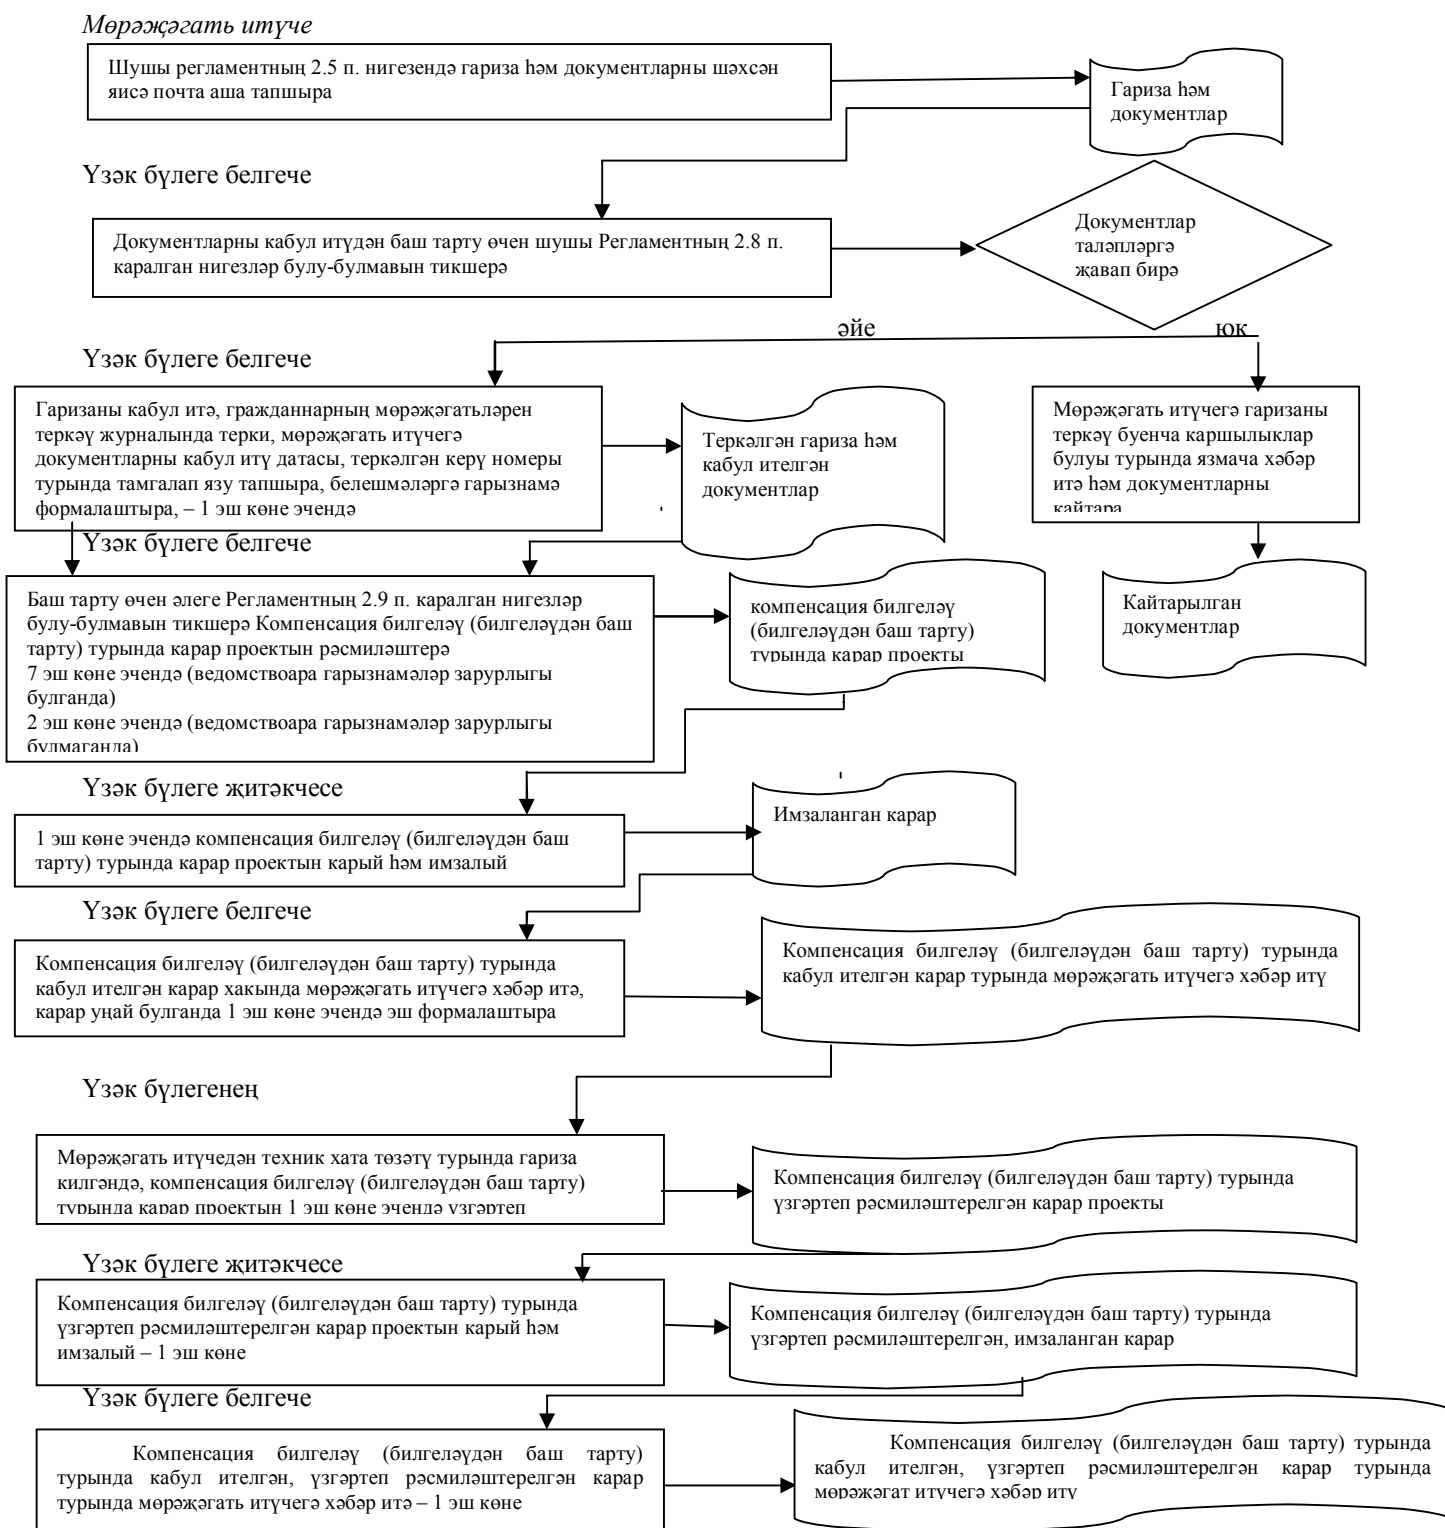 Мөрәҗәгать итүче
Шушы регламентның 2.5 п. нигезендә гариза һәм документларны шәхсән
яисә почта аша тапшыра
Гариза һәм
документлар
Үзәк бүлеге белгече
Документларны кабул итүдән баш тарту өчен шушы Регламентның 2.8 п.
каралган нигезләр булу-булмавын тикшерә
Документлар
таләпләргә
җавап бирә
әйе
юк
Үзәк бүлеге белгече
Гаризаны кабул итә, гражданнарның мөрәҗәгатьләрен
теркәү журналында терки, мөрәҗәгать итүчегә
документларны кабул итү датасы, теркәлгән керү номеры
турында тамгалап язу тапшыра, белешмәләргә гарызнамә
формалаштыра, – 1 эш көне эчендә
Теркәлгән гариза һәм
кабул ителгән
документлар
Мөрәҗәгать итүчегә гаризаны
теркәү буенча каршылыклар
булуы турында язмача хәбәр
итә һәм документларны
кайтара
Үзәк бүлеге белгече
Баш тарту өчен әлеге Регламентның 2.9 п. каралган нигезләр
булу-булмавын тикшерә Компенсация билгеләү (билгеләүдән баш
тарту) турында карар проектын рәсмиләштерә
7 эш көне эчендә (ведомствоара гарызнамәләр зарурлыгы
булганда)
2 эш көне эчендә (ведомствоара гарызнамәләр зарурлыгы
булмаганда)
компенсация билгеләү
(билгеләүдән баш тарту)
турында карар проекты
Кайтарылган
документлар
Үзәк бүлеге җитәкчесе
1 эш көне эчендә компенсация билгеләү (билгеләүдән баш
тарту) турында карар проектын карый һәм имзалый
Имзаланган карар
Үзәк бүлеге белгече
Компенсация билгеләү (билгеләүдән баш тарту) турында
кабул ителгән карар хакында мөрәҗәгать итүчегә хәбәр итә,
карар уңай булганда 1 эш көне эчендә эш формалаштыра
Компенсация билгеләү (билгеләүдән баш тарту) турында
кабул ителгән карар турында мөрәҗәгать итүчегә хәбәр итү
Үзәк бүлегенең
Мөрәҗәгать итүчедән техник хата төзәтү турында гариза
килгәндә, компенсация билгеләү (билгеләүдән баш тарту)
турында карар проектын 1 эш көне эчендә үзгәртеп
Компенсация билгеләү (билгеләүдән баш тарту) турында
үзгәртеп рәсмиләштерелгән карар проекты
Үзәк бүлеге җитәкчесе
Компенсация билгеләү (билгеләүдән баш тарту) турында
үзгәртеп рәсмиләштерелгән карар проектын карый һәм
имзалый – 1 эш көне
Компенсация билгеләү (билгеләүдән баш тарту) турында
үзгәртеп рәсмиләштерелгән, имзаланган карар
Үзәк бүлеге белгече
Компенсация билгеләү (билгеләүдән баш тарту)
турында кабул ителгән, үзгәртеп рәсмиләштерелгән карар
турында мөрәҗәгать итүчегә хәбәр итә – 1 эш көне
Компенсация билгеләү (билгеләүдән баш тарту) турында
кабул ителгән, үзгәртеп рәсмиләштерелгән карар турында
мөрәҗәгат итүчегә хәбәр итү